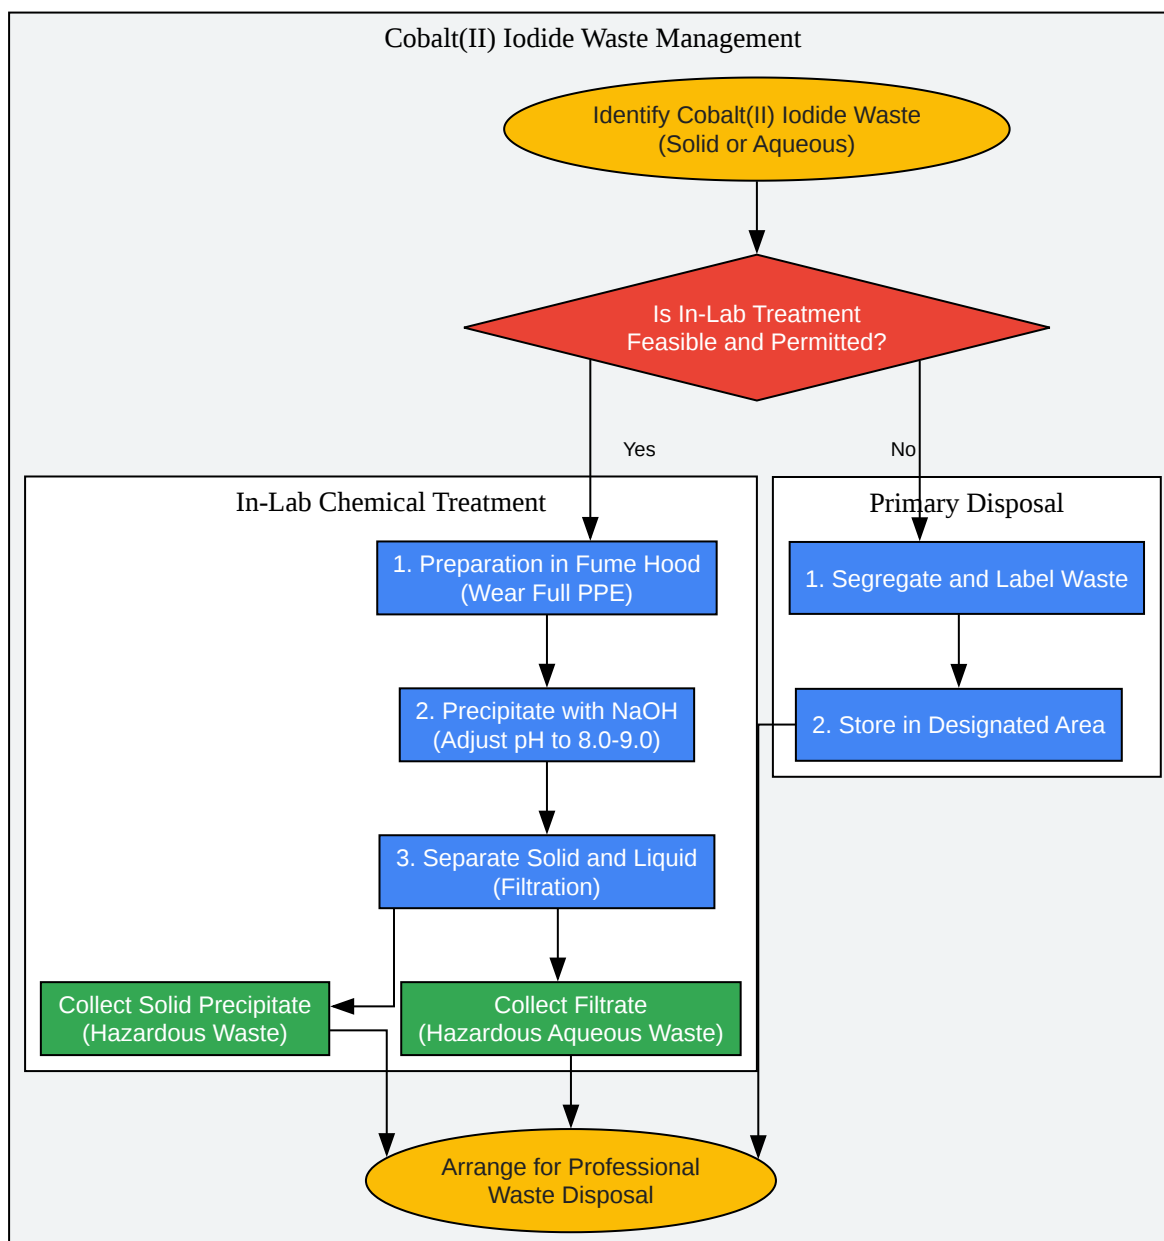 Cobalt(II) Iodide Waste Management
Identify Cobalt(II) Iodide Waste
(Solid or Aqueous)
Is In-Lab Treatment
Feasible and Permitted?
Yes
No
In-Lab Chemical Treatment
1. Preparation in Fume Hood
(Wear Full PPE)
2. Precipitate with NaOH
(Adjust pH to 8.0-9.0)
3. Separate Solid and Liquid
(Filtration)
Collect Solid Precipitate
(Hazardous Waste)
Collect Filtrate
(Hazardous Aqueous Waste)
Primary Disposal
1. Segregate and Label Waste
2. Store in Designated Area
Arrange for Professional
Waste Disposal